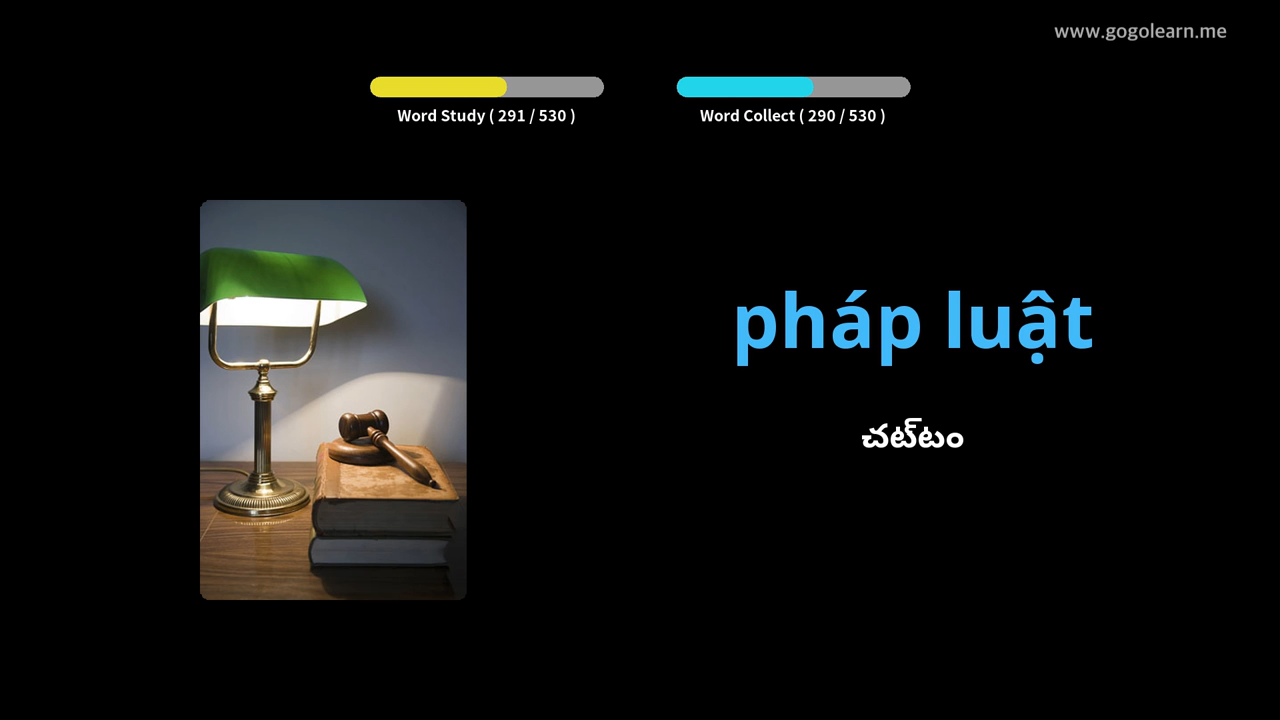 www.gogolearn.me
Word Study ( 291 / 530 )
Word Collect ( 290 / 530 )
pháp luật
చట్టం